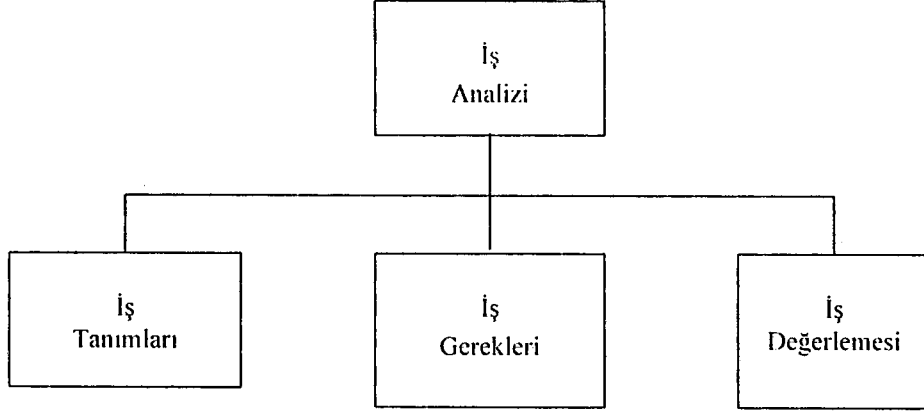 İş
Analizi
İş
Tanımları
İş
Gerekleri
İş
Değerlemesi